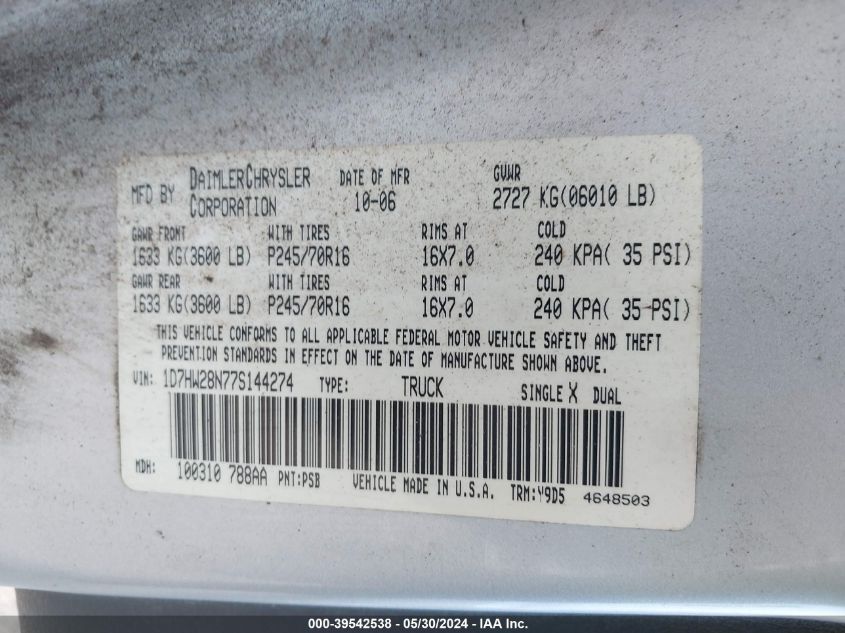 MFD BY DAIMLERCHRYSLER CORPORATION DATE OF MFR 10-06 GVWR 2727 KG(06010 LB)
GAWR FRONT WITH TIRES RIMS AT COLD
1633 KG(3600 LB) P245/70R16 16X7.0 240 KPA( 35 PSI)
GAWR REAR WITH TIRES RIMS AT COLD
1633 KG(3600 LB) P245/70R16 16X7.0 240 KPA( 35 PSI)
THIS VEHICLE CONFORMS TO ALL APPLICABLE FEDERAL MOTOR VEHICLE SAFETY AND THEFT
PREVENTION STANDARDS IN EFFECT ON THE DATE OF MANUFACTURE SHOWN ABOVE.
VIN: 1D7HW28N77S144274 TYPE: TRUCK SINGLE X DUAL
MDH: 100310 788AA PNT:PSB VEHICLE MADE IN U.S.A. TRM:Y9D5 4648503
000-39542538 - 05/30/2024 - IAA Inc.